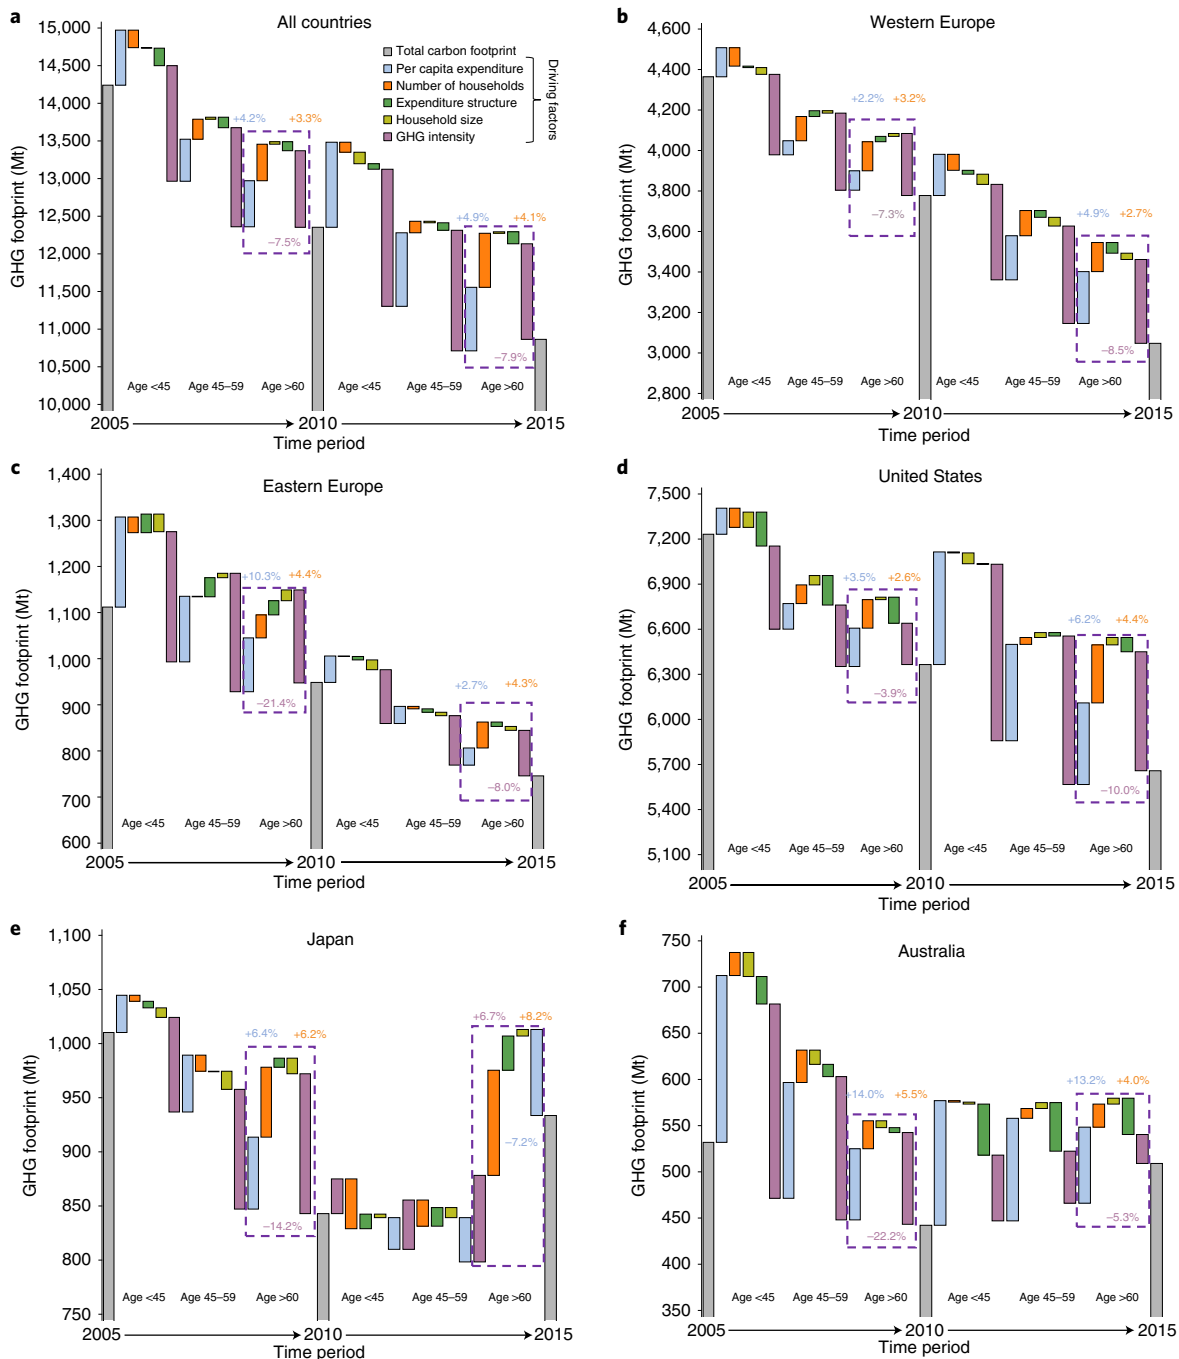 a
All countries
GHG footprint (Mt)
15,000
14,500
14,000
13,500
13,000
12,500
12,000
11,500
11,000
10,500
10,000
Total carbon footprint
Per capita expenditure
Number of households
Expenditure structure
Household size
GHG intensity
Driving factors
+4.2%
+3.3%
–7.5%
+4.9%
+4.1%
–7.9%
Age <45
Age 45–59
Age >60
Age <45
Age 45–59
Age >60
2005
2010
2015
Time period
b
Western Europe
GHG footprint (Mt)
4,600
4,400
4,200
4,000
3,800
3,600
3,400
3,200
3,000
2,800
+2.2%
+3.2%
–7.3%
+4.9%
+2.7%
–8.5%
Age <45
Age 45–59
Age >60
Age <45
Age 45–59
Age >60
2005
2010
2015
Time period
c
Eastern Europe
GHG footprint (Mt)
1,400
1,300
1,200
1,100
1,000
900
800
700
600
+10.3%
+4.4%
–21.4%
+2.7%
+4.3%
–8.0%
Age <45
Age 45–59
Age >60
Age <45
Age 45–59
Age >60
2005
2010
2015
Time period
d
United States
GHG footprint (Mt)
7,500
7,200
6,900
6,600
6,300
6,000
5,700
5,400
5,100
+3.5%
+2.6%
–3.9%
+6.2%
+4.4%
–10.0%
Age <45
Age 45–59
Age >60
Age <45
Age 45–59
Age >60
2005
2010
2015
Time period
e
Japan
GHG footprint (Mt)
1,100
1,050
1,000
950
900
850
800
750
+6.4%
+6.2%
–14.2%
+6.7%
+8.2%
–7.2%
Age <45
Age 45–59
Age >60
Age <45
Age 45–59
Age >60
2005
2010
2015
Time period
f
Australia
GHG footprint (Mt)
750
700
650
600
550
500
450
400
350
+14.0%
+5.5%
–22.2%
+13.2%
+4.0%
–5.3%
Age <45
Age 45–59
Age >60
Age <45
Age 45–59
Age >60
2005
2010
2015
Time period